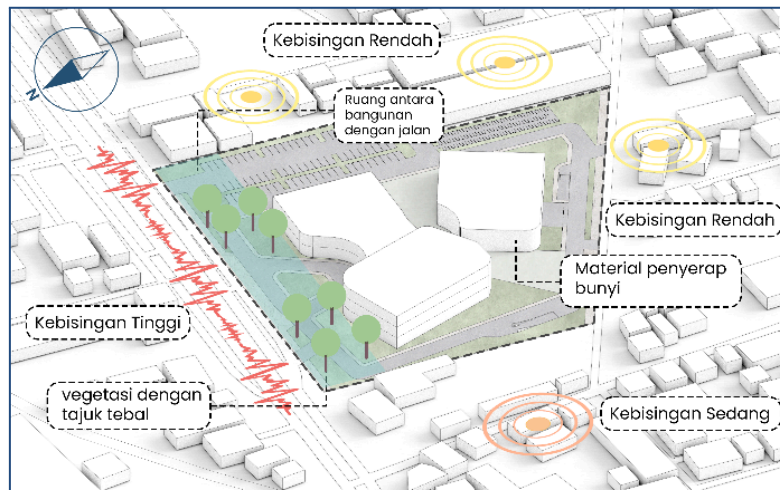 Kebisingan Rendah
N
Ruang antara
bangunan
dengan jalan
Kebisingan Rendah
Material penyerap
bunyi
Kebisingan Tinggi
vegetasi dengan
tajuk tebal
Kebisingan Sedang